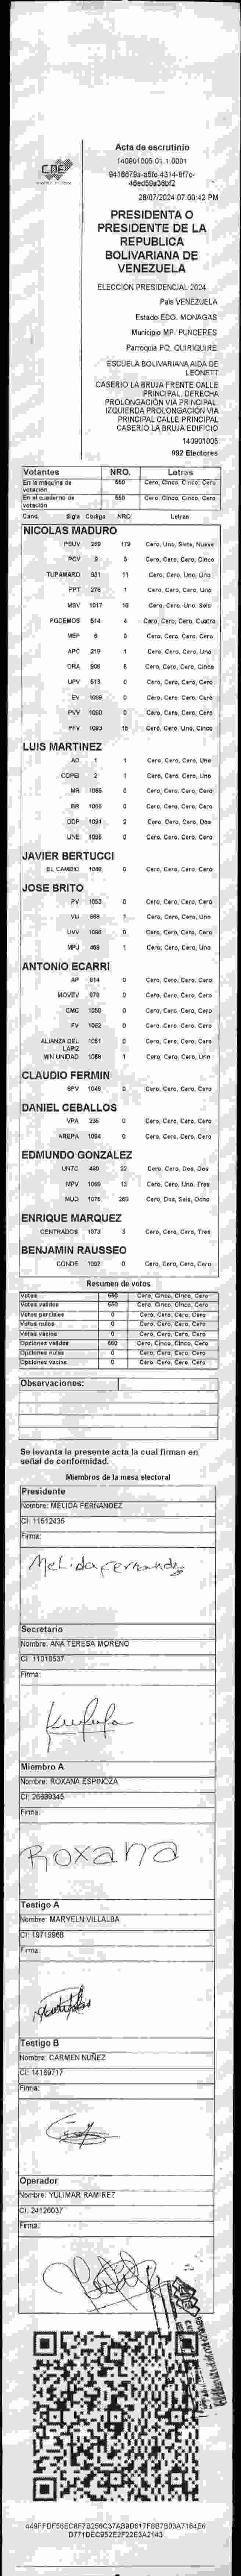 CNE
Acta de escrutinio
140901005.01.1.0001
28/07/2024 07:00:42 PM
PRESIDENTA O
PRESIDENTE DE LA
REPUBLICA
BOLIVARIANA DE
VENEZUELA
ELECCION PRESIDENCIAL 2024
Pais VENEZUELA
Estado EDO. MONAGAS
Municipio MP. PUNCERES
Parroquia PQ. QUIRIQUIRE
ESCUELA BOLIVARIANA AIDA DE
LEONETT
CASERIO LA BRUJA FRENTE CALLE
PRINCIPAL. DERECHA
PROLONGACIÓN VIA PRINCIPAL.
IZQUIERDA PROLONGACIÓN VIA
PRINCIPAL CALLE PRINCIPAL
CASERIO LA BRUJA EDIFICIO
140901005
992 Electores
Votantes NRO. Letras
En la maquina de votación 550 Cero, Cinco, Cinco, Cero
En el cuaderno de votación 550 Cero, Cinco, Cinco, Cero
Cand. Sigla Codigo NRO. Letras
NICOLAS MADURO
PSUV 269 179 Cero, Uno, Siete, Nueve
PCV 9 5 Cero, Cero, Cero, Cinco
TUPAMARO 931 11 Cero, Cero, Uno, Uno
PPT 276 1 Cero, Cero, Cero, Uno
MSV 1017 16 Cero, Cero, Uno, Seis
PODEMOS 514 4 Cero, Cero, Cero, Cuatro
MEP 6 0 Cero, Cero, Cero, Cero
APC 219 1 Cero, Cero, Cero, Uno
ORA 908 5 Cero, Cero, Cero, Cinco
UPV 613 0 Cero, Cero, Cero, Cero
EV 1089 0 Cero, Cero, Cero, Cero
PVV 1090 0 Cero, Cero, Cero, Cero
PFV 1093 15 Cero, Cero, Uno, Cinco
LUIS MARTINEZ
AD 1 1 Cero, Cero, Cero, Uno
COPEI 2 1 Cero, Cero, Cero, Uno
MR 1065 0 Cero, Cero, Cero, Cero
BR 1066 0 Cero, Cero, Cero, Cero
DDP 1091 2 Cero, Cero, Cero, Dos
UNE 1095 0 Cero, Cero, Cero, Cero
JAVIER BERTUCCI
EL CAMBIO 1048 0 Cero, Cero, Cero, Cero
JOSE BRITO
PV 1053 0 Cero, Cero, Cero, Cero
VU 668 1 Cero, Cero, Cero, Uno
UVV 1096 0 Cero, Cero, Cero, Cero
MPJ 458 1 Cero, Cero, Cero, Uno
ANTONIO ECARRI
AP 914 0 Cero, Cero, Cero, Cero
MOVEV 679 0 Cero, Cero, Cero, Cero
CMC 1050 0 Cero, Cero, Cero, Cero
FV 1062 0 Cero, Cero, Cero, Cero
ALIANZA DEL LAPIZ 1051 0 Cero, Cero, Cero, Cero
MIN UNIDAD 1088 1 Cero, Cero, Cero, Uno
CLAUDIO FERMIN
SPV 1049 0 Cero, Cero, Cero, Cero
DANIEL CEBALLOS
VPA 236 0 Cero, Cero, Cero, Cero
AREPA 1094 0 Cero, Cero, Cero, Cero
EDMUNDO GONZALEZ
UNTC 480 22 Cero, Cero, Dos, Dos
MPV 1069 13 Cero, Cero, Uno, Tres
MUD 1075 268 Cero, Dos, Seis, Ocho
ENRIQUE MARQUEZ
CENTRADOS 1073 3 Cero, Cero, Cero, Tres
BENJAMIN RAUSSEO
CONDE 1092 0 Cero, Cero, Cero, Cero
Resumen de votos
Votos 550 Cero, Cinco, Cinco, Cero
Votos validos 550 Cero, Cinco, Cinco, Cero
Votos parciales 0 Cero, Cero, Cero, Cero
Votos nulos 0 Cero, Cero, Cero, Cero
Votos vacios 0 Cero, Cero, Cero, Cero
Opciones validas 550 Cero, Cinco, Cinco, Cero
Opciones nulas 0 Cero, Cero, Cero, Cero
Opciones vacias 0 Cero, Cero, Cero, Cero
Observaciones:
Se levanta la presente acta la cual firman en
señal de conformidad.
Miembros de la mesa electoral
Presidente
Nombre: MELIDA FERNANDEZ
CI: 11512435
Firma:
Melida Fernandez
Secretario
Nombre: ANA TERESA MORENO
CI: 11010537
Firma:
Miembro A
Nombre: ROXANA ESPINOZA
CI: 26689345
Firma:
Roxana
Testigo A
Nombre: MARYELN VILLALBA
CI: 19719968
Firma:
Testigo B
Nombre: CARMEN NUÑEZ
CI: 14169717
Firma:
Operador
Nombre: YULIMAR RAMIREZ
CI: 24126037
Firma: